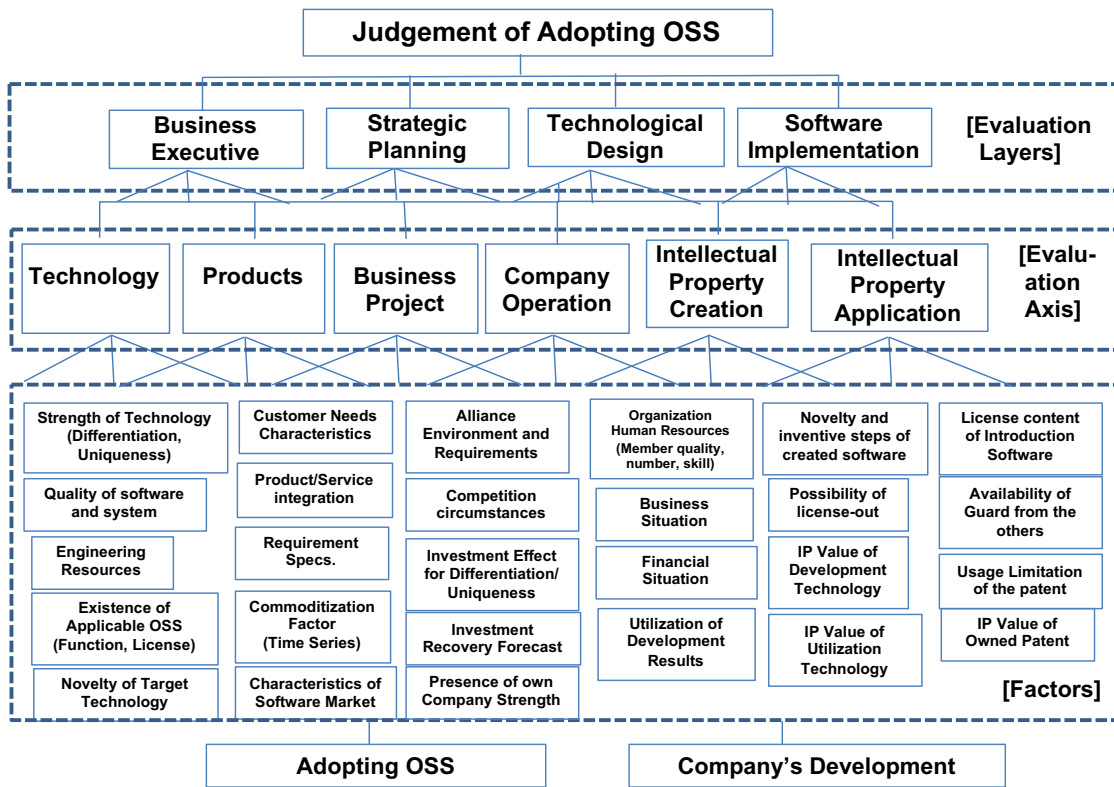 Judgement of Adopting OSS
Business
Executive
Strategic
Planning
Technological
Design
Software
Implementation
[Evaluation
Layers]
Technology
Products
Business
Project
Company
Operation
Intellectual
Property
Creation
Intellectual
Property
Application
[Evalu-
ation
Axis]
Strength of Technology
(Differentiation,
Uniqueness)
Quality of software
and system
Engineering
Resources
Existence of
Applicable OSS
(Function, License)
Novelty of Target
Technology
Customer Needs
Characteristics
Product/Service
integration
Requirement
Specs.
Commoditization
Factor
(Time Series)
Characteristics of
Software Market
Alliance
Environment and
Requirements
Competition
circumstances
Investment Effect
for Differentiation/
Uniqueness
Investment
Recovery Forecast
Presence of own
Company Strength
Organization
Human Resources
(Member quality,
number, skill)
Business
Situation
Financial
Situation
Utilization of
Development
Results
Novelty and
inventive steps of
created software
Possibility of
license-out
IP Value of
Development
Technology
IP Value of
Utilization
Technology
License content
of Introduction
Software
Availability of
Guard from the
others
Usage Limitation
of the patent
IP Value of
Owned Patent
[Factors]
Adopting OSS
Company’s Development